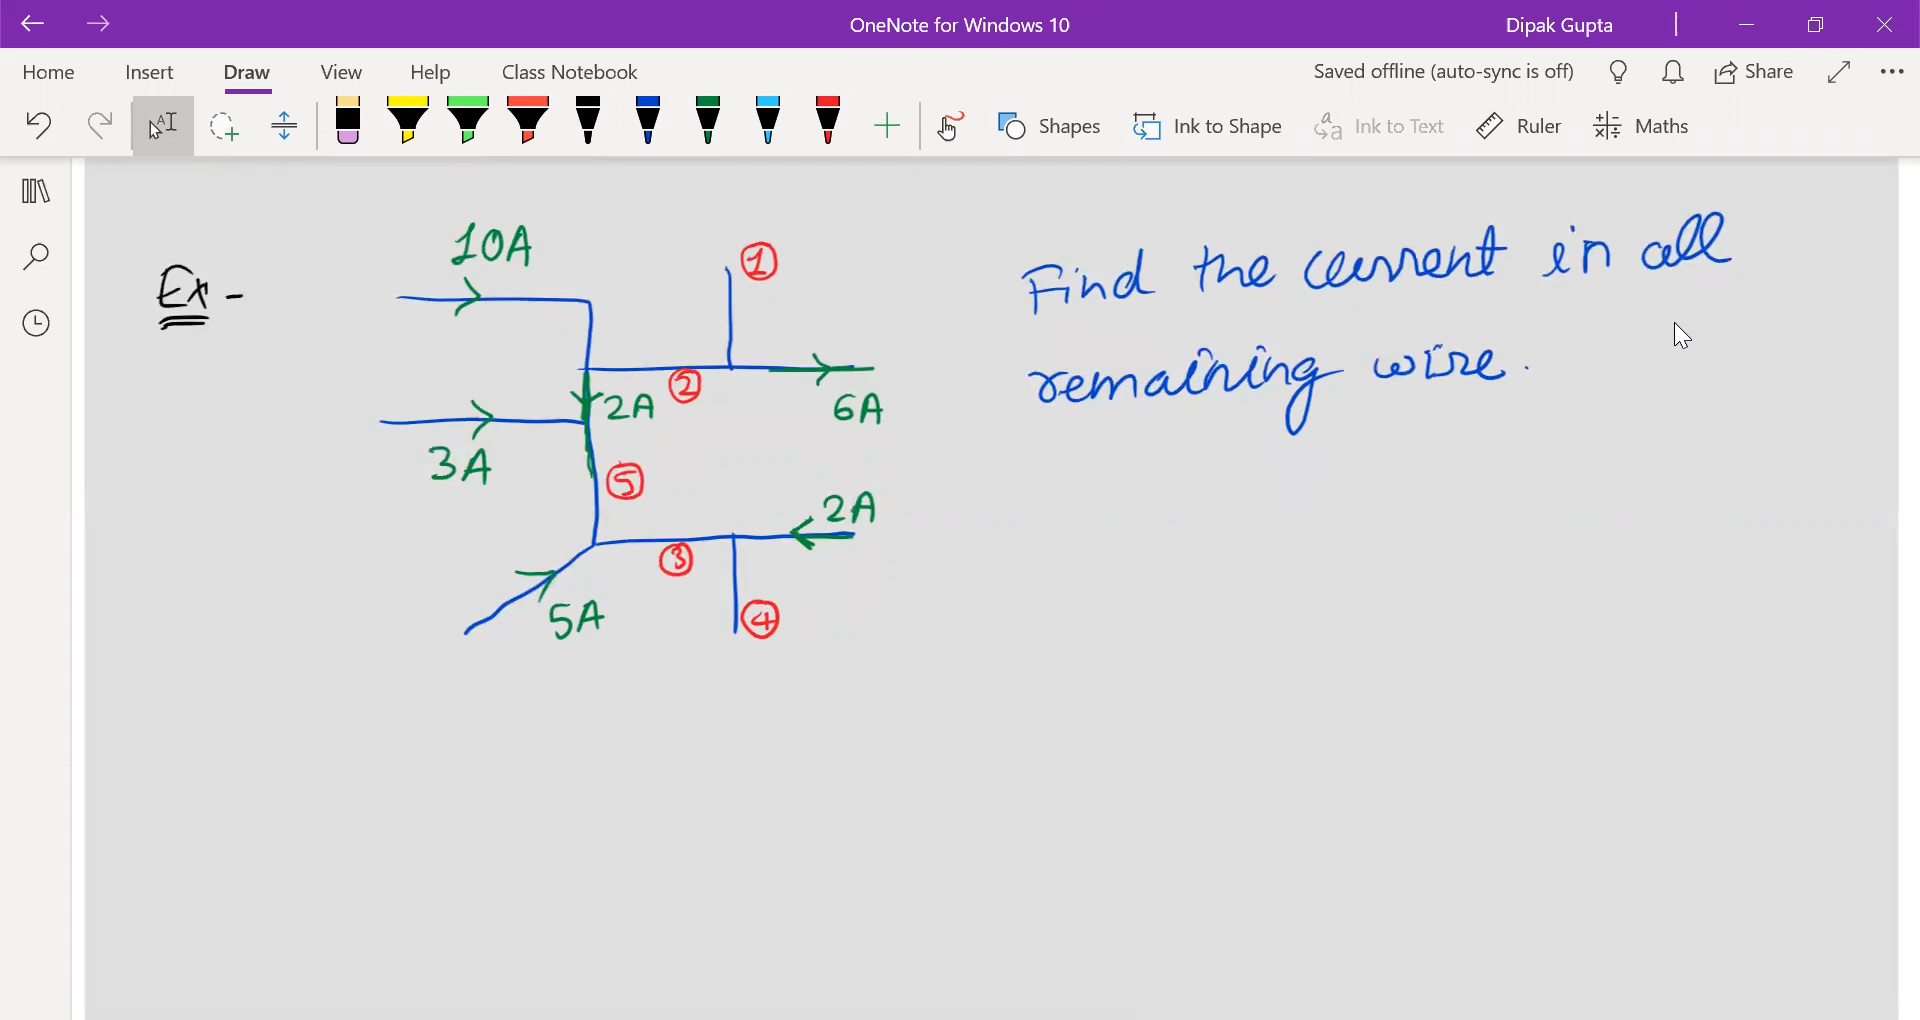 OneNote for Windows 10
Dipak Gupta
Home Insert Draw View Help Class Notebook
Saved offline (auto-sync is off) Share
Shapes Ink to Shape Ink to Text Ruler Maths
Ex -
10A
1
2
6A
2A
3A
5
2A
3
5A
4
Find the current in all
remaining wire.